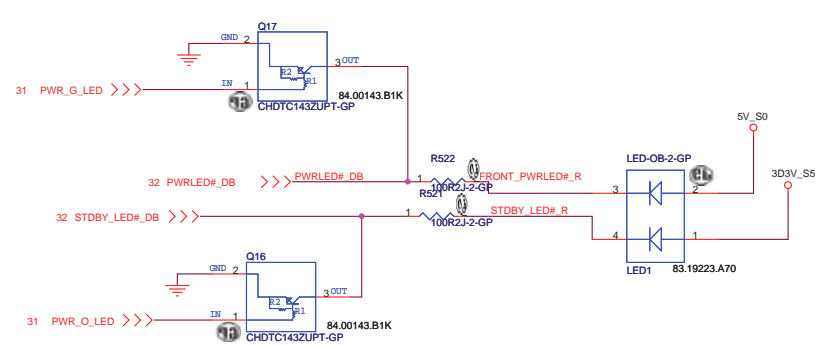 Q17
GND 2
3 OUT
R2
R1
31 PWR_G_LED
IN 1
84.00143.B1K
CHDTC143ZUPT-GP
5V_S0
R522
LED-OB-2-GP
3D3V_S5
32 PWRLED#_DB
PWRLED#_DB
1
FRONT_PWRLED#_R
100R2J-2-GP
3
2
R521
32 STDBY_LED#_DB
1
STDBY_LED#_R
100R2J-2-GP
4
1
LED1
83.19223.A70
Q16
GND 2
3 OUT
R2
R1
31 PWR_O_LED
IN 1
84.00143.B1K
CHDTC143ZUPT-GP